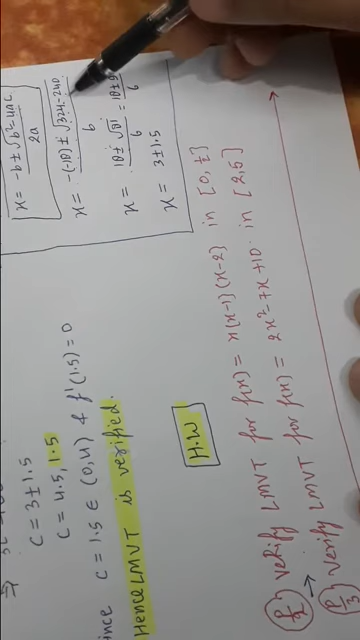 x = -b ± √b² 4ac / 2a
x = -(-18) ± √324-240 / 6
x = 18 ± √81 / 6 = 18 ± 9 / 6
x = 3 ± 1.5
c = 3 ± 1.5
c = 4.5, 1.5
c = 1.5 ∈ (0,4) & f'(1.5) = 0
Hence LMVT is verified.
H.W
P/2) Verify LMVT for f(x) = x(x-1)(x-2) in [0, ½]
P/3) Verify LMVT for f(x) = 2x² - 7x + 10 in [2,5]